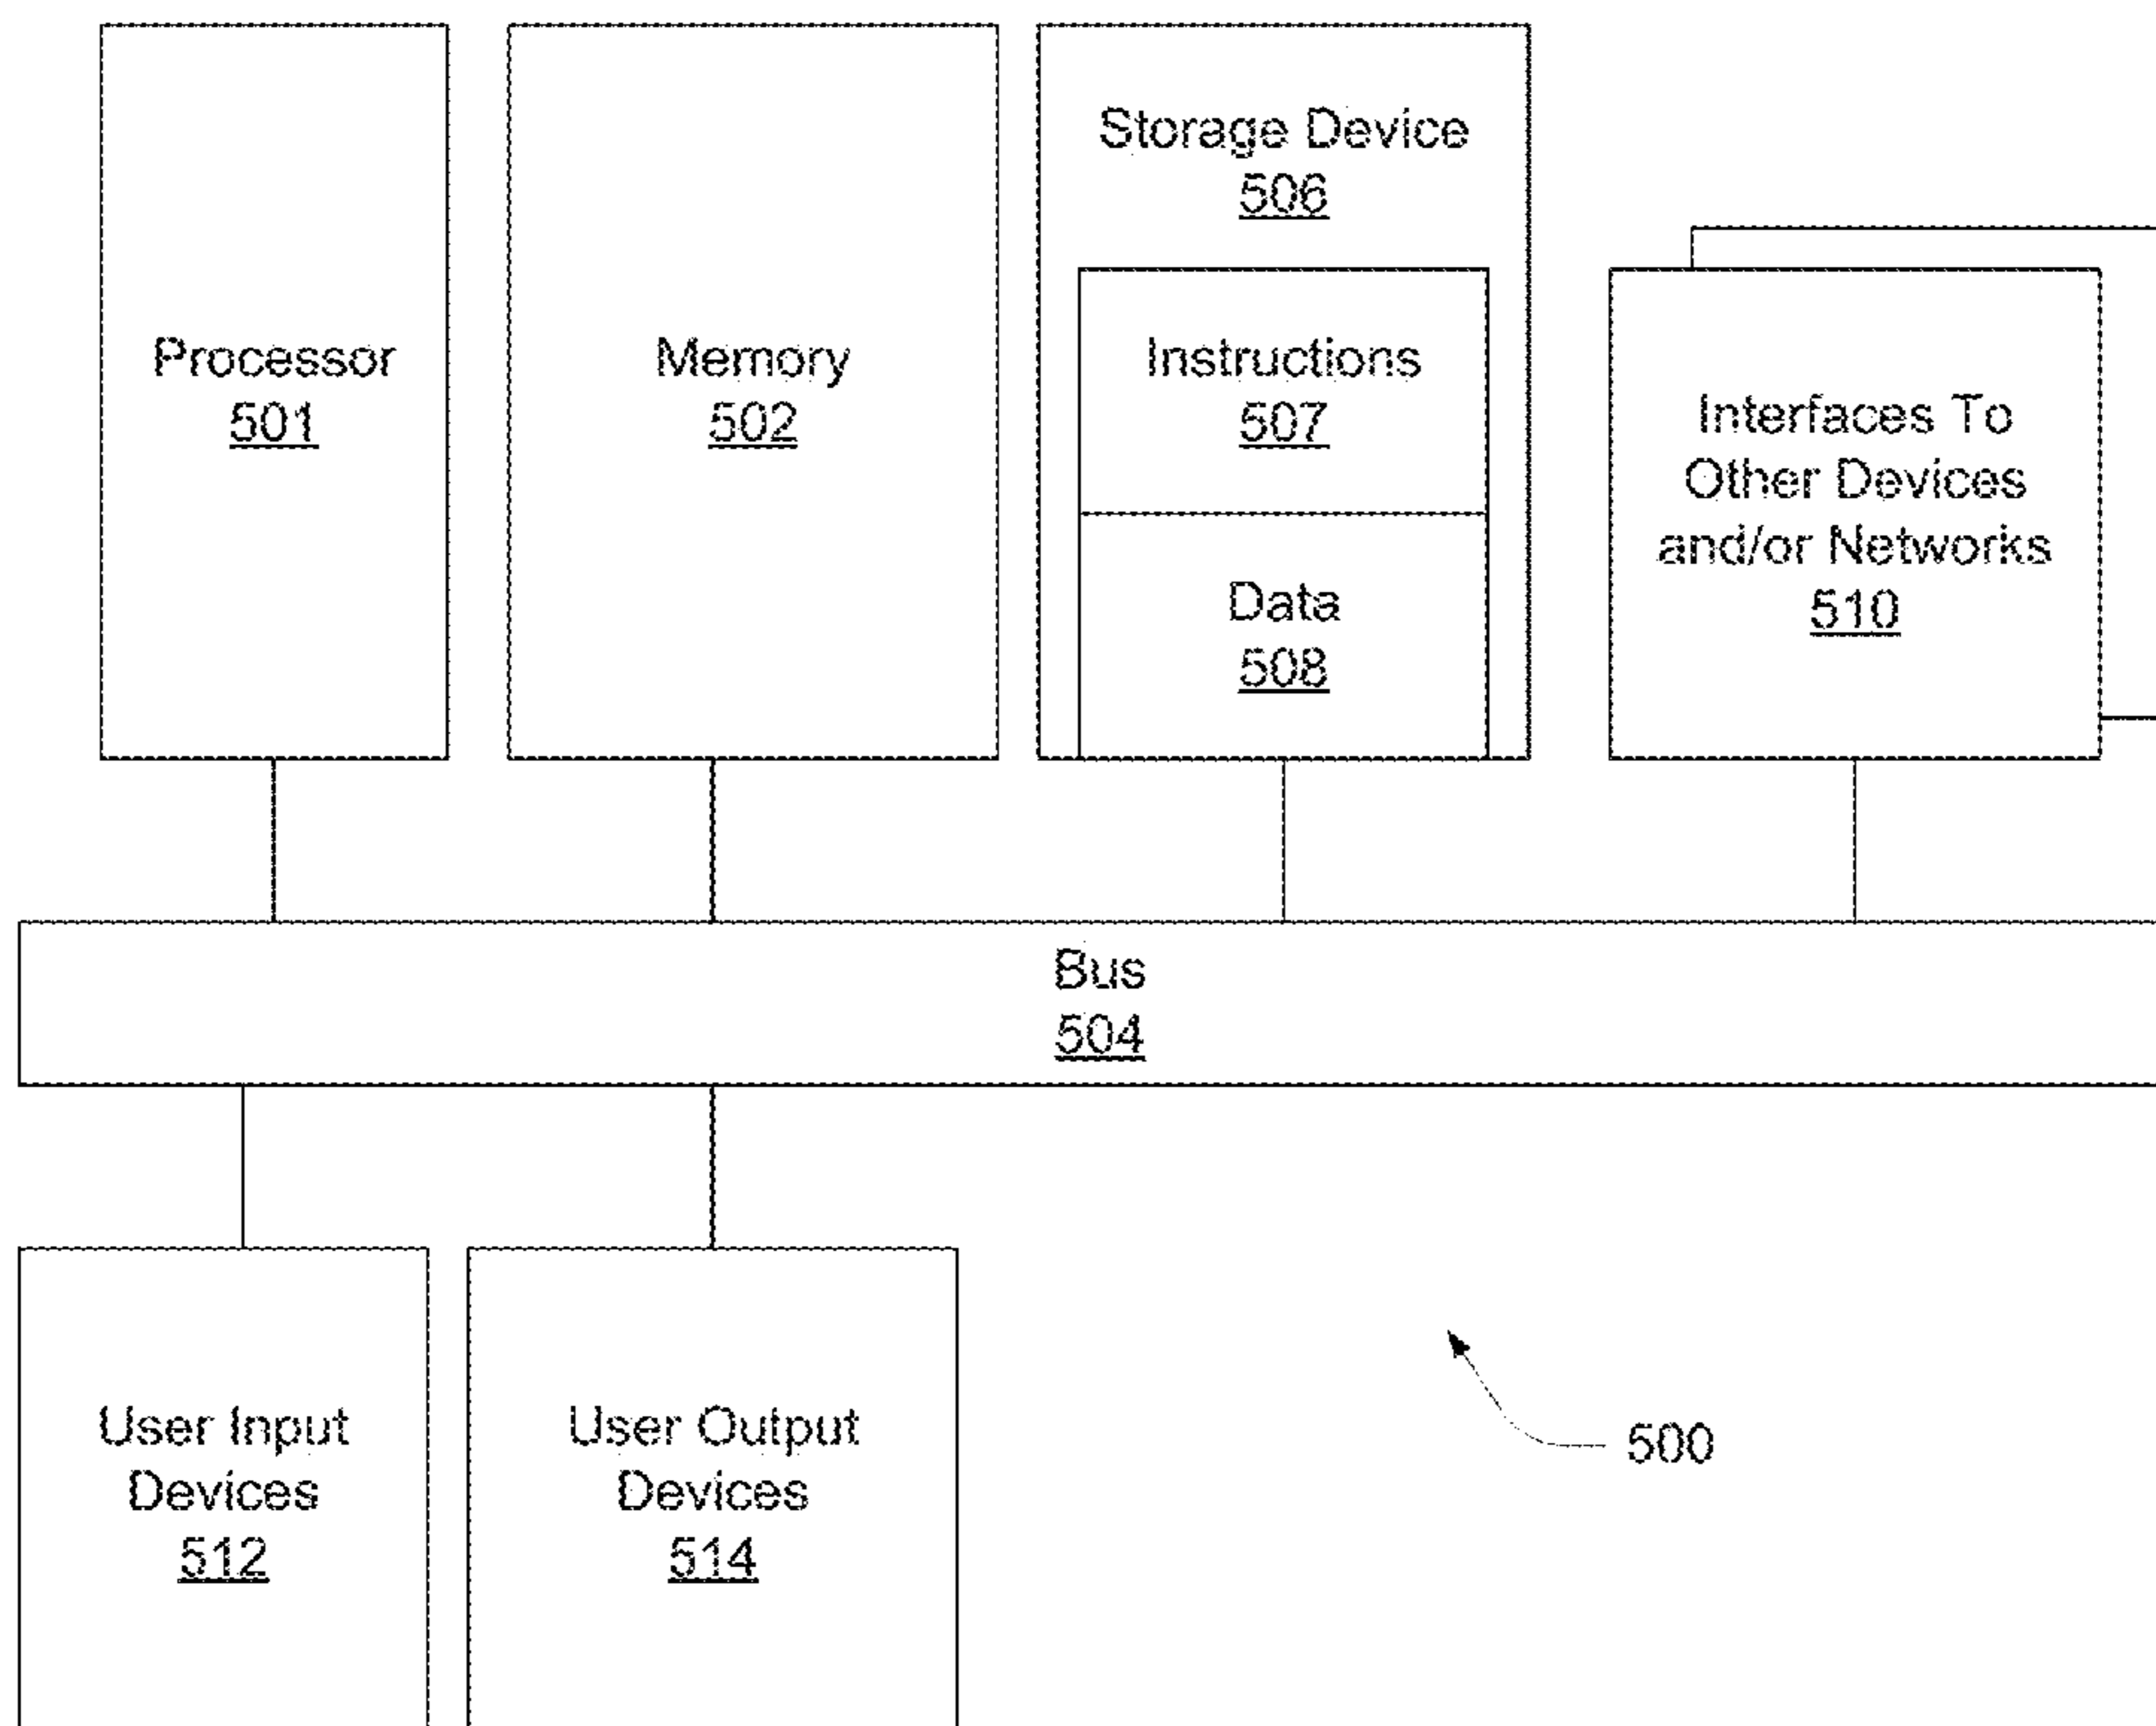 Processor
501
Memory
502
Storage Device
506
Instructions
507
Data
508
Interfaces To
Other Devices
and/or Networks
510
Bus
504
User Input
Devices
512
User Output
Devices
514
500